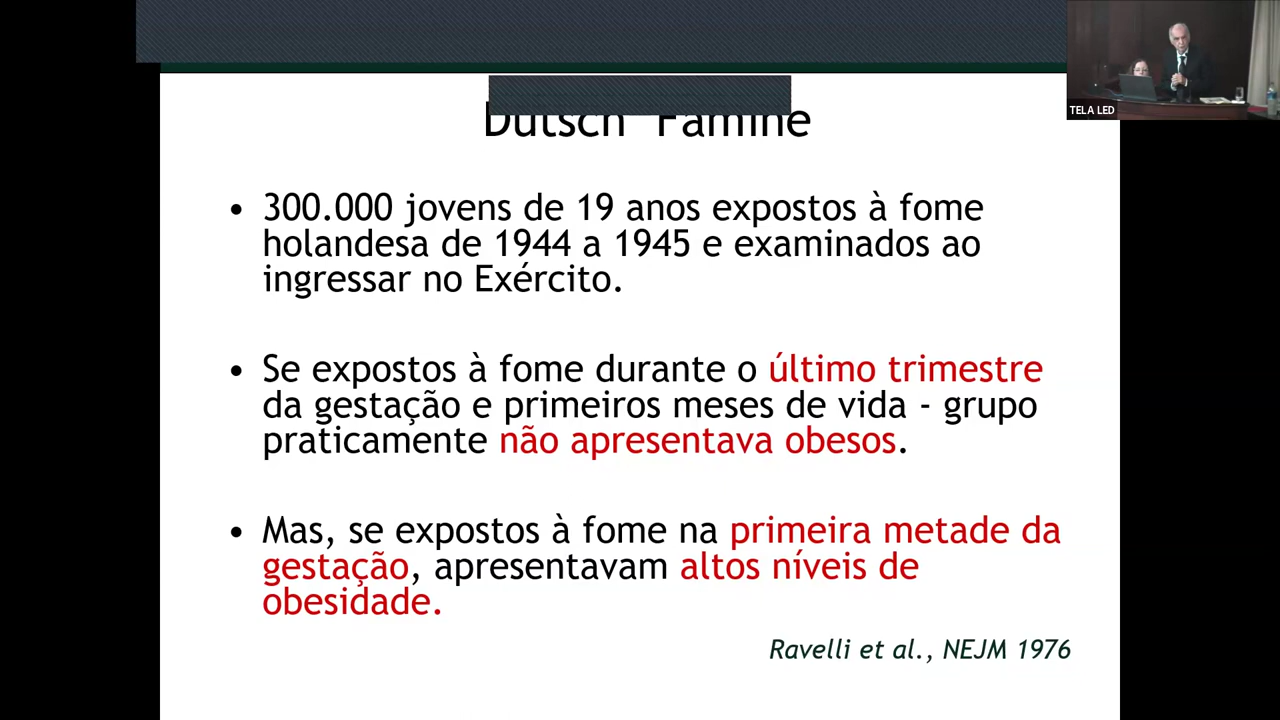 TELA LED
Dutsch Famine
• 300.000 jovens de 19 anos expostos à fome
holandesa de 1944 a 1945 e examinados ao
ingressar no Exército.
• Se expostos à fome durante o último trimestre
da gestação e primeiros meses de vida - grupo
praticamente não apresentava obesos.
• Mas, se expostos à fome na primeira metade da
gestação, apresentavam altos níveis de
obesidade.
Ravelli et al., NEJM 1976